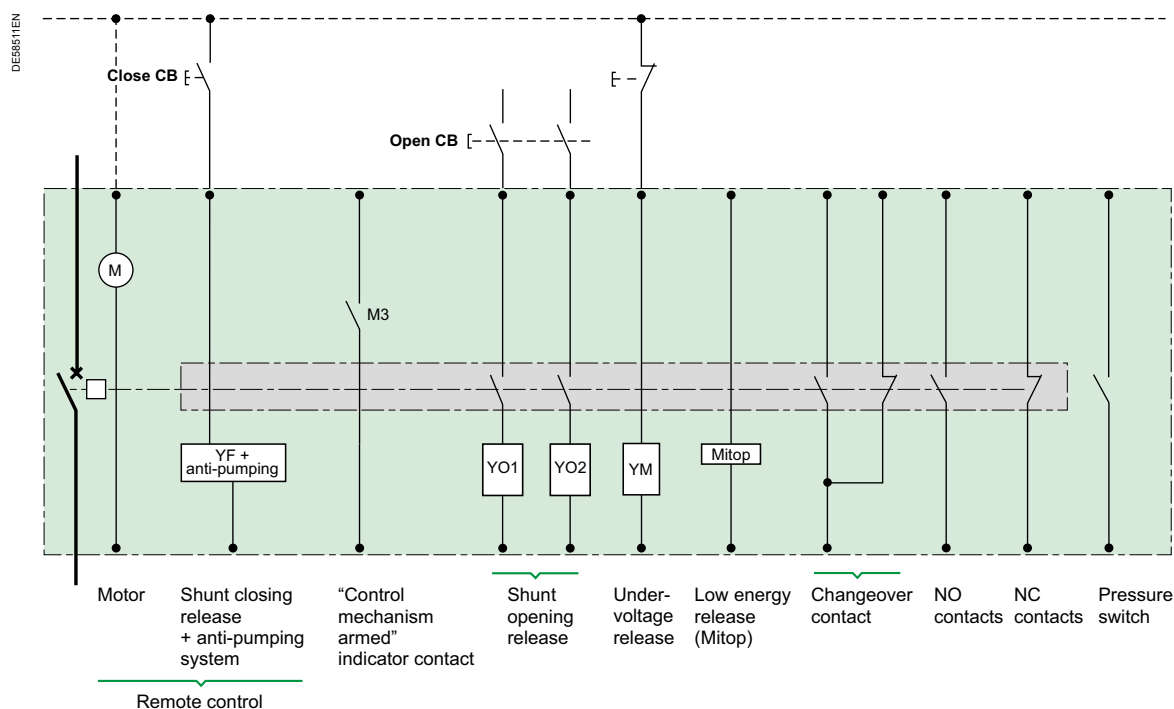 DE58511EN
Close CB
Open CB
M
M3
YF +
anti-pumping
YO1
YO2
YM
Mitop
Motor
Shunt closing
release
+ anti-pumping
system
Remote control
"Control
mechanism
armed"
indicator contact
Shunt
opening
release
Under-
voltage
release
Low energy
release
(Mitop)
Changeover
contact
NO
contacts
NC
contacts
Pressure
switch